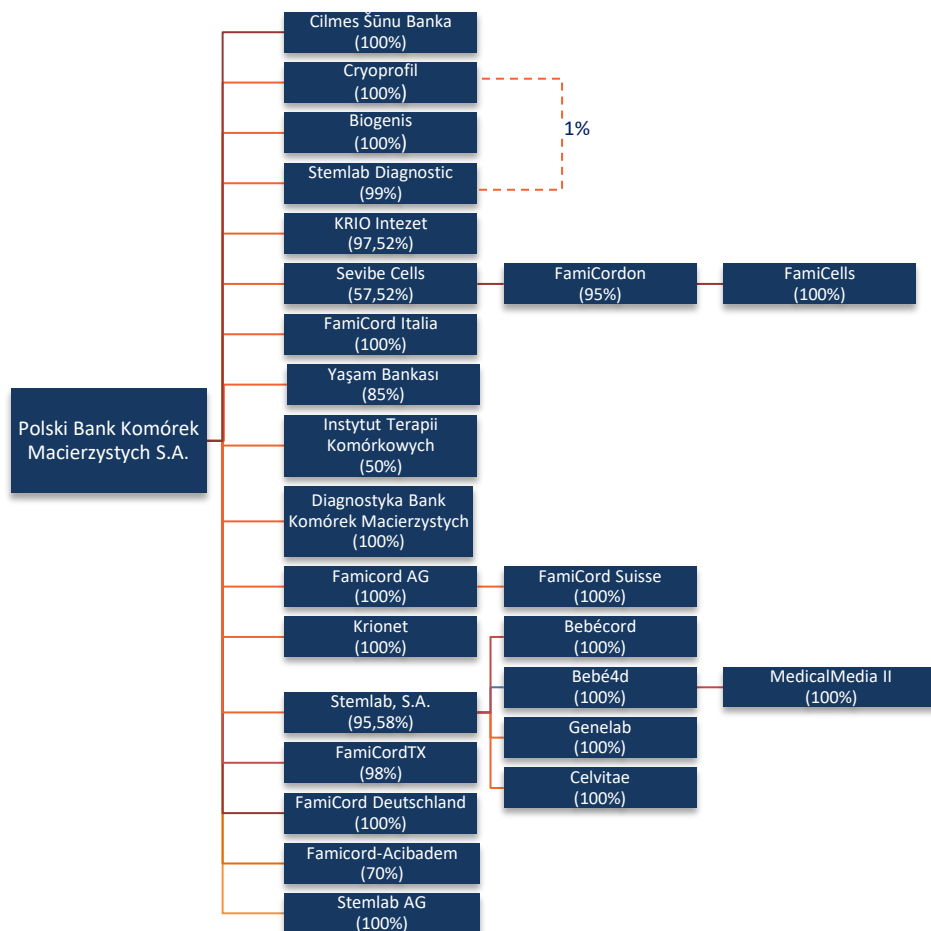 Cilmes Šūnu Banka
(100%)
Cryoprofil
(100%)
1%
Biogenis
(100%)
Stemlab Diagnostic
(99%)
KRIO Intezet
(97,52%)
Sevibe Cells
(57,52%)
FamiCordon
(95%)
FamiCells
(100%)
FamiCord Italia
(100%)
Yaşam Bankası
(85%)
Polski Bank Komórek
Macierzystych S.A.
Instytut Terapii
Komórkowych
(50%)
Diagnostyka Bank
Komórek Macierzystych
(100%)
Famicord AG
(100%)
FamiCord Suisse
(100%)
Krionet
(100%)
Bebécord
(100%)
Stemlab, S.A.
(95,58%)
Bebé4d
(100%)
MedicalMedia II
(100%)
Genelab
(100%)
Celvitae
(100%)
FamiCordTX
(98%)
FamiCord Deutschland
(100%)
Famicord-Acibadem
(70%)
Stemlab AG
(100%)